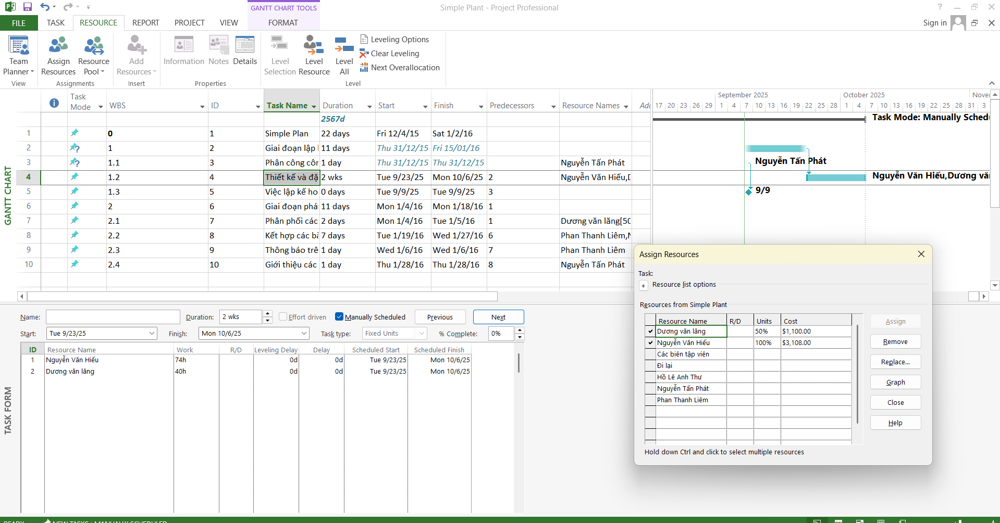 GANTT CHART TOOLS
Simple Plant - Project Professional
FILE TASK RESOURCE REPORT PROJECT VIEW FORMAT Sign in
Team Planner
Assign Resources
Resource Pool
Add Resources
Information
Notes
Details
Level Selection
Level Resource
Level All
Leveling Options
Clear Leveling
Next Overallocation
View Assignments Insert Properties Level
Task Mode WBS ID Task Name Duration Start Finish Predecessors Resource Names
2567d
1 0 1 Simple Plan 22 days Fri 12/4/15 Sat 1/2/16
2 1 2 Giai đoạn lập 11 days Thu 31/12/15 Fri 15/01/16
3 1.1 3 Phân công côn 1 day Thu 31/12/15 Thu 31/12/15 Nguyễn Tấn Phát
4 1.2 4 Thiết kế và đặ 2 wks Tue 9/23/25 Mon 10/6/25 2 Nguyễn Văn Hiếu,D
5 1.3 5 Việc lập kế ho 0 days Tue 9/9/25 Tue 9/9/25 3
6 2 6 Giai đoạn phá 11 days Mon 1/4/16 Mon 1/18/16 1
7 2.1 7 Phân phối các 2 days Mon 1/4/16 Tue 1/5/16 1 Dương văn lăng[50
8 2.2 8 Kết hợp các bà 7 days Tue 1/19/16 Wed 1/27/16 6 Phan Thanh Liêm,N
9 2.3 9 Thông báo trê 1 day Wed 1/6/16 Wed 1/6/16 7 Phan Thanh Liêm
10 2.4 10 Giới thiệu các 1 day Thu 1/28/16 Thu 1/28/16 8 Nguyễn Tấn Phát
GANTT CHART
September 2025 October 2025 Nover
17 20 23 26 29 1 4 7 10 13 16 19 22 25 28 1 4 7 10 13 16 19 22 25 28 31 3
Task Mode: Manually Schedu
Nguyễn Tấn Phát
Nguyễn Văn Hiếu,Dương văn
9/9
Name: Duration: 2 wks Effort driven Manually Scheduled Previous Next
Start: Tue 9/23/25 Finish: Mon 10/6/25 Task type: Fixed Units % Complete: 0%
ID Resource Name Work R/D Leveling Delay Delay Scheduled Start Scheduled Finish
1 Nguyễn Văn Hiếu 74h 0d 0d Tue 9/23/25 Mon 10/6/25
2 Dương văn lăng 40h 0d 0d Tue 9/23/25 Mon 10/6/25
TASK FORM
Assign Resources
Task:
+ Resource list options
Resources from Simple Plant
Resource Name R/D Units Cost
Dương văn lăng 50% $1,100.00
Nguyễn Văn Hiếu 100% $3,108.00
Các biên tập viên
Đi lại
Hồ Lê Anh Thư
Nguyễn Tấn Phát
Phan Thanh Liêm
Assign
Remove
Replace...
Graph
Close
Help
Hold down Ctrl and click to select multiple resources
READY NEW TASKS : MANUALLY SCHEDULED